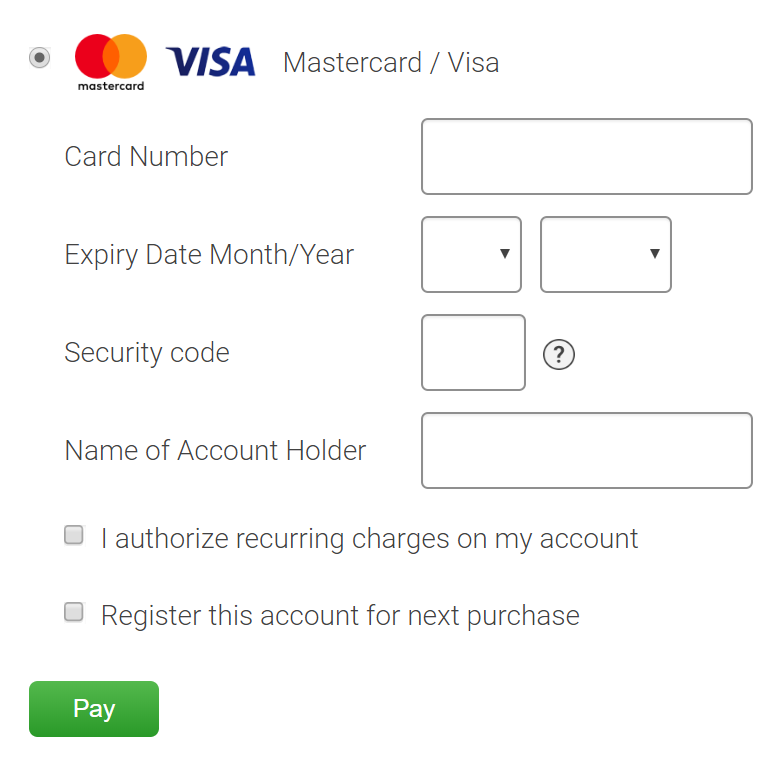 mastercard VISA Mastercard / Visa
Card Number
Expiry Date Month/Year
Security code ?
Name of Account Holder
I authorize recurring charges on my account
Register this account for next purchase
Pay